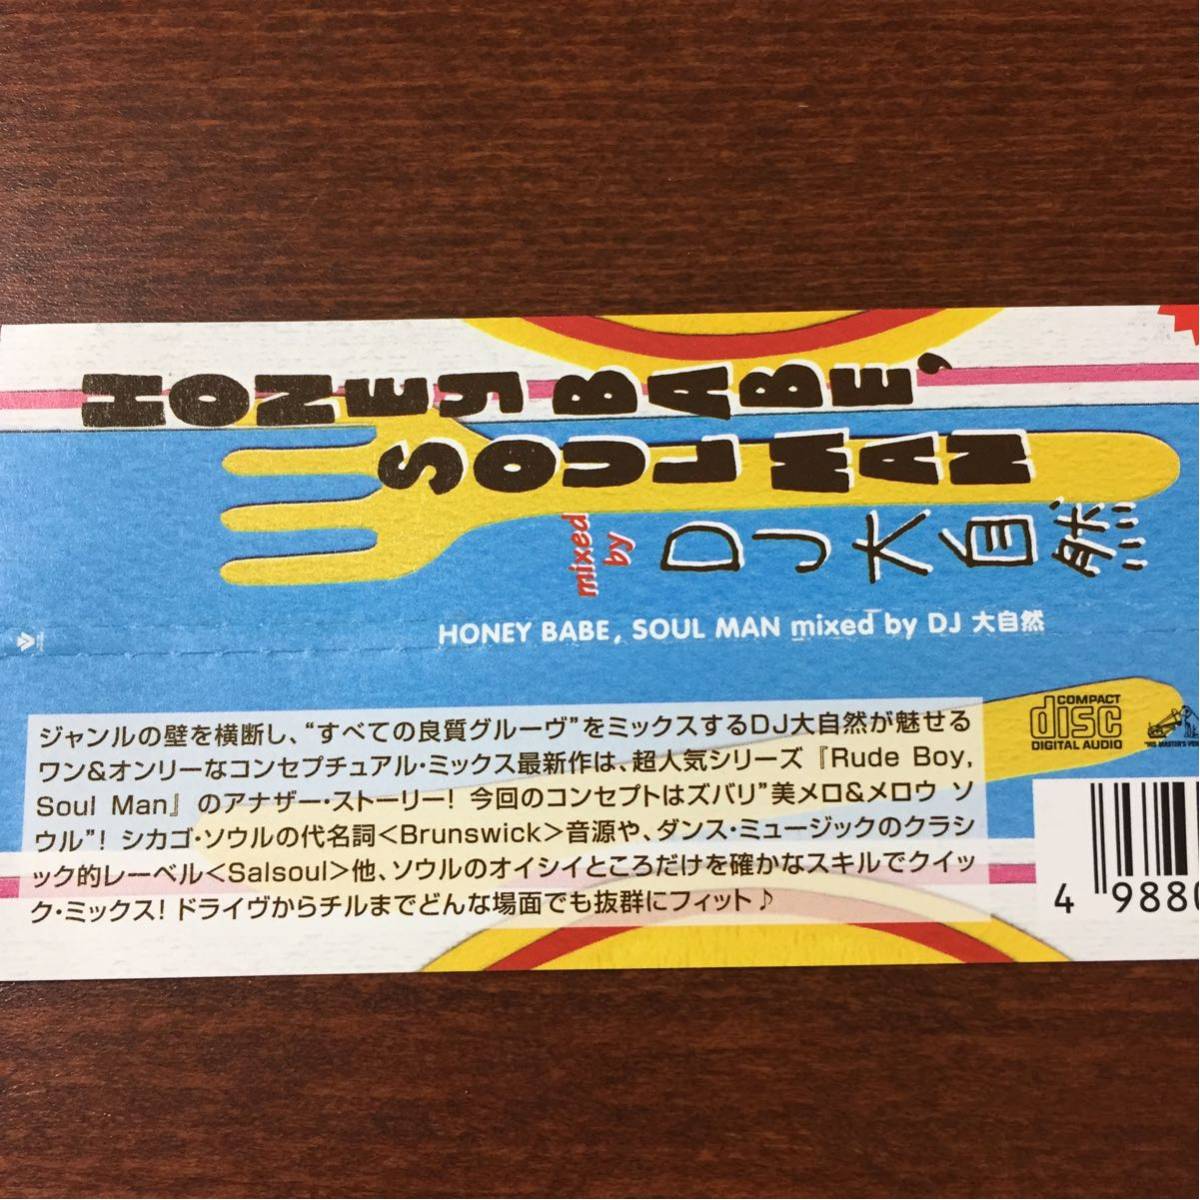 HONEY BABE,
SOUL MAN
mixed
by
DJ大自然
HONEY BABE, SOUL MAN mixed by DJ 大自然
ジャンルの壁を横断し、“すべての良質グルーヴ”をミックスするDJ大自然が魅せる
ワン&オンリーなコンセプチュアル・ミックス最新作は、超人気シリーズ『Rude Boy,
Soul Man』のアナザー・ストーリー！今回のコンセプトはズバリ”美メロ&メロウ ソ
ウル”！シカゴ・ソウルの代名詞<Brunswick>音源や、ダンス・ミュージックのクラシ
ック的レーベル<Salsoul>他、ソウルのオイシイところだけを確かなスキルでクイッ
ク・ミックス！ドライヴからチルまでどんな場面でも抜群にフィット♪
COMPACT
disc
DIGITAL AUDIO
4 9880